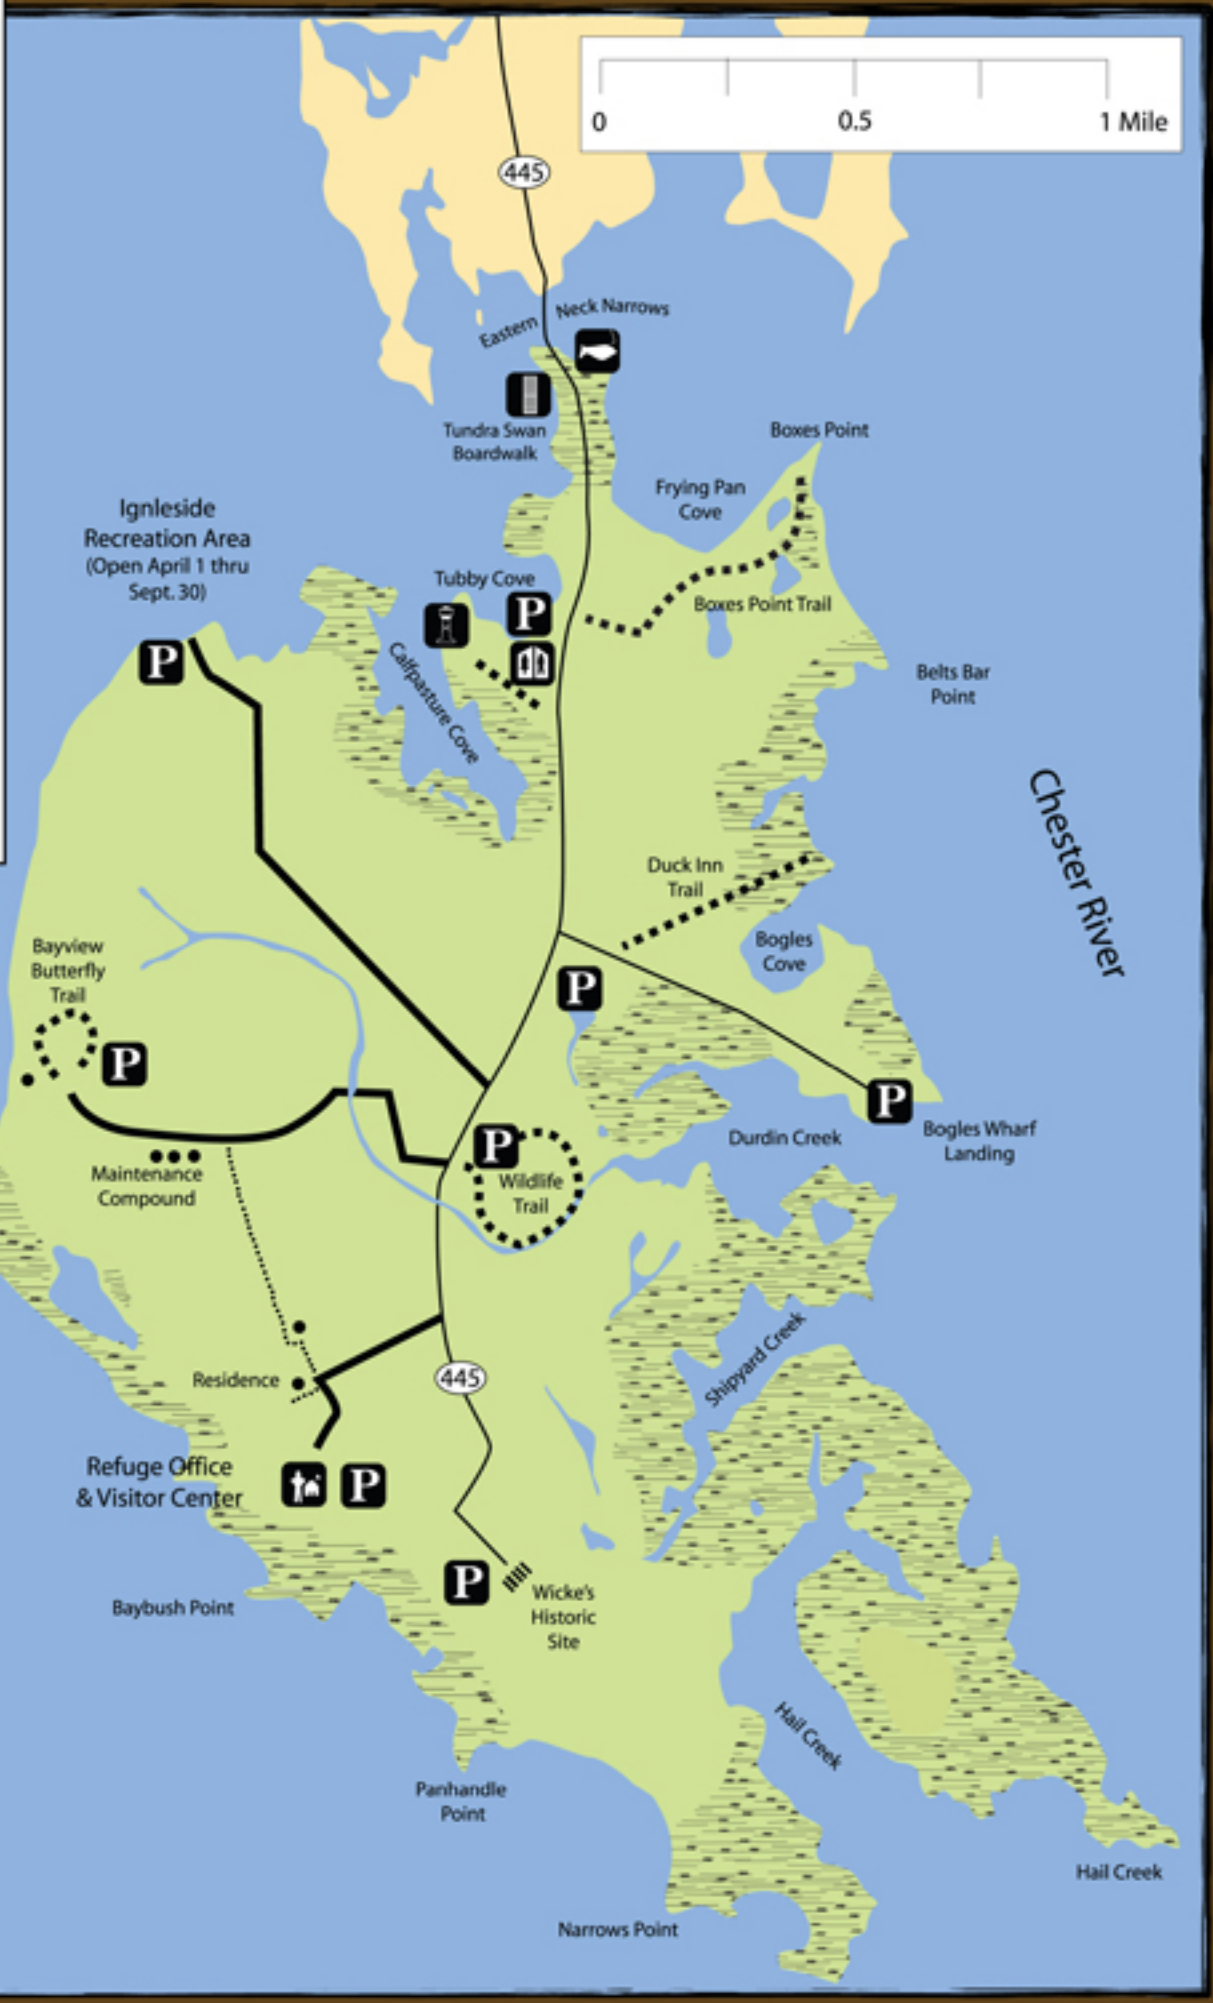 0 0.5 1 Mile
445
Eastern Neck Narrows
Tundra Swan
Boardwalk
Boxes Point
Frying Pan
Cove
Ignleside
Recreation Area
(Open April 1 thru
Sept. 30)
Tubby Cove
P
Boxes Point Trail
P
Calfpasture Cove
Belts Bar
Point
Chester River
Duck Inn
Trail
Bogles
Cove
Bayview
Butterfly
Trail
P
P
P
Bogles Wharf
Landing
Durdin Creek
P
Wildlife
Trail
Maintenance
Compound
Shipyard Creek
Residence
445
Refuge Office
& Visitor Center
P
P
Wicke's
Historic
Site
Baybush Point
Hail Creek
Panhandle
Point
Hail Creek
Narrows Point